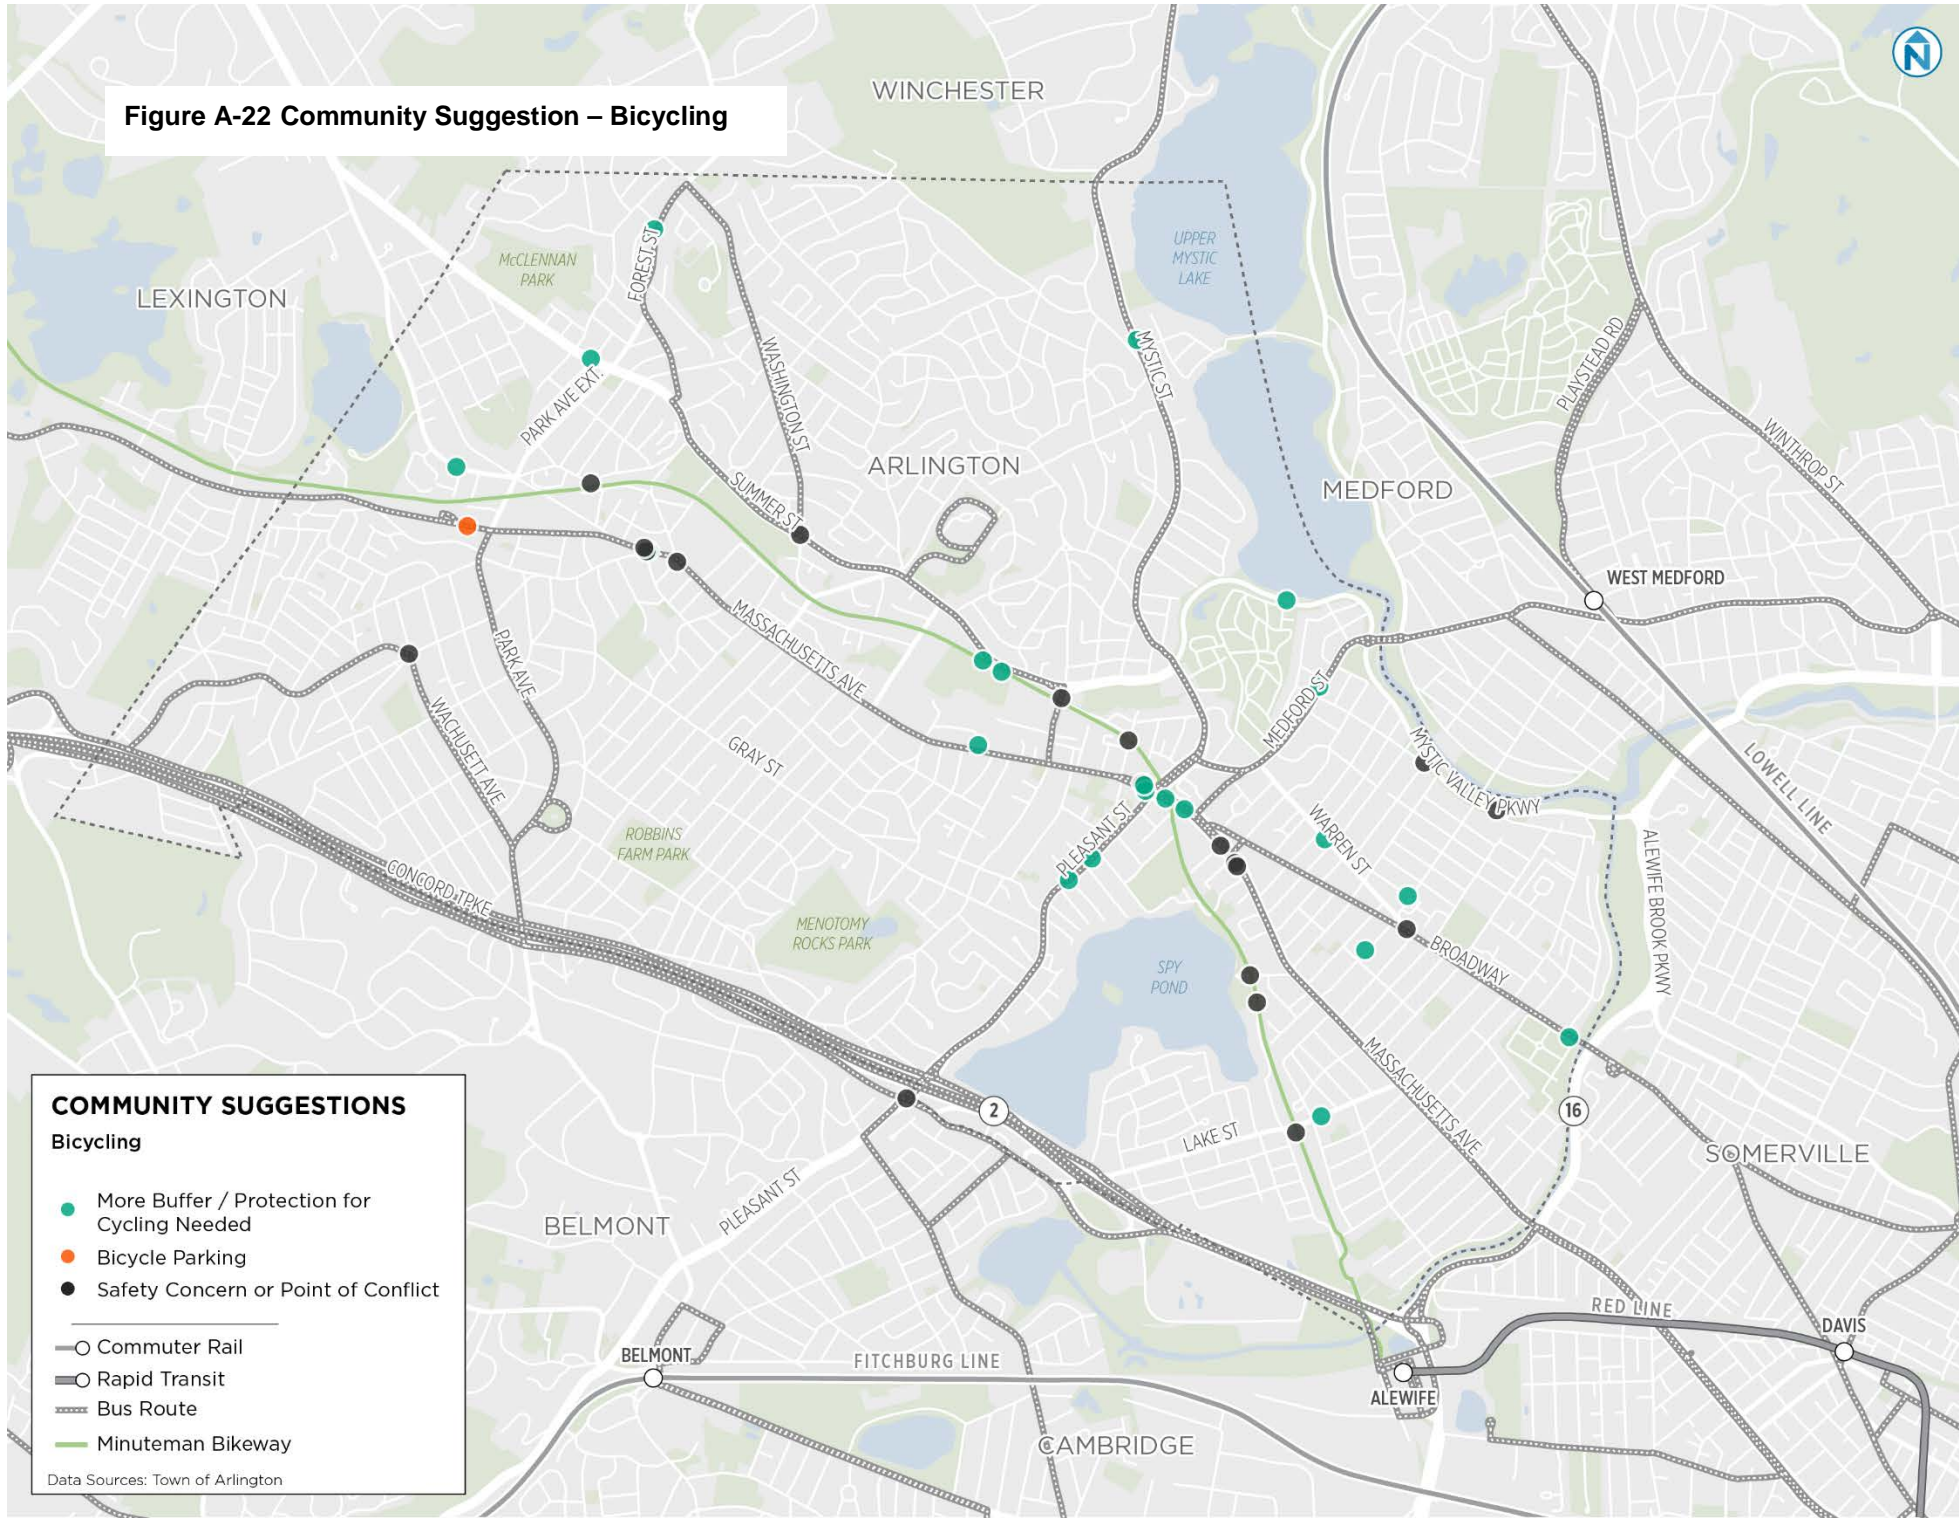 N
WINCHESTER
Figure A-22 Community Suggestion – Bicycling
UPPER
MYSTIC
LAKE
McCLENNAN
PARK
FOREST ST
LEXINGTON
WASHINGTON ST
MYSTIC ST
PLAYSTEAD RD
PARK AVE EXT.
WINTHROP ST
ARLINGTON
MEDFORD
SUMMER ST
WEST MEDFORD
MASSACHUSETTS AVE
PARK AVE
WACHUSETT AVE
MEDFORD ST
GRAY ST
MYSTIC VALLEY PKWY
LOWELL LINE
PLEASANT ST
WARREN ST
ROBBINS
FARM PARK
ALEWIFE BROOK PKWY
CONCORD TPKE
MENOTOMY
ROCKS PARK
BROADWAY
SPY
POND
MASSACHUSETTS AVE
2
16
LAKE ST
SOMERVILLE
PLEASANT ST
BELMONT
RED LINE
DAVIS
BELMONT
FITCHBURG LINE
ALEWIFE
CAMBRIDGE
COMMUNITY SUGGESTIONS
Bicycling
More Buffer / Protection for
Cycling Needed
Bicycle Parking
Safety Concern or Point of Conflict
Commuter Rail
Rapid Transit
Bus Route
Minuteman Bikeway
Data Sources: Town of Arlington